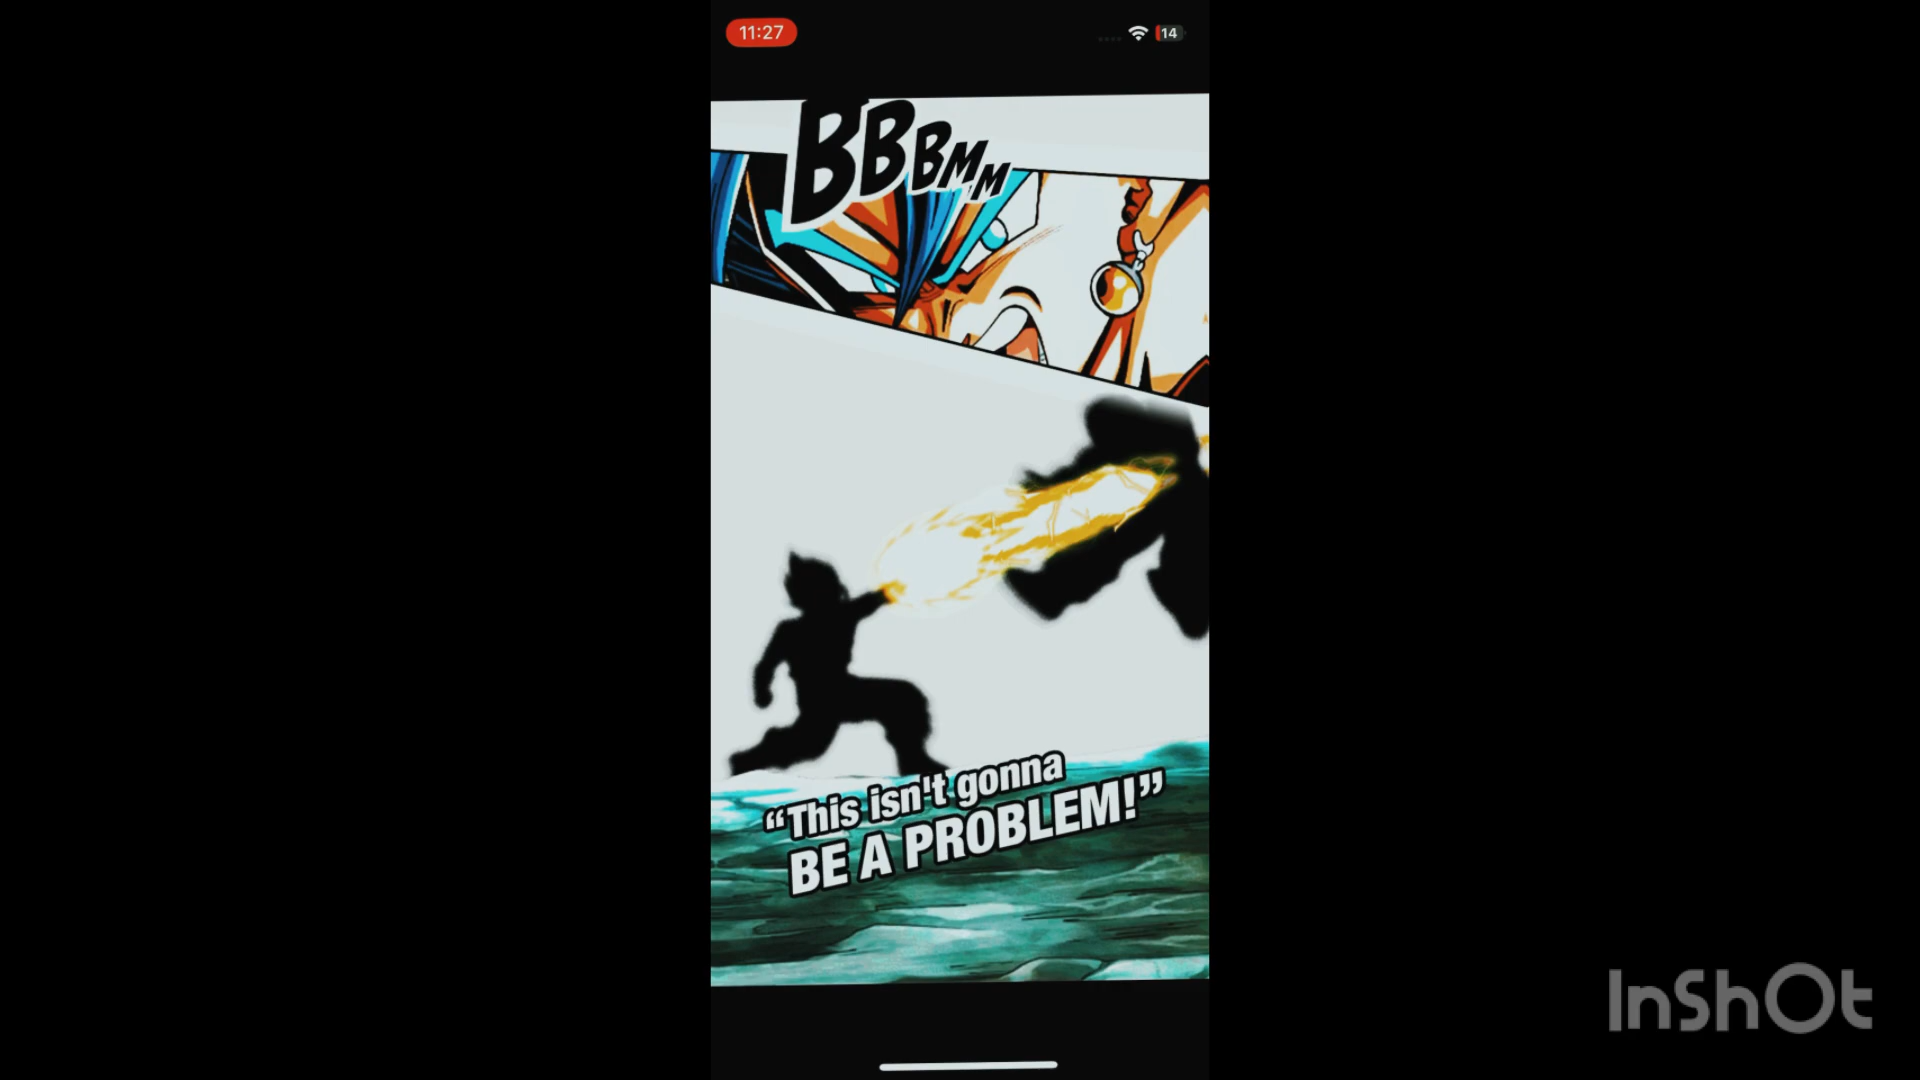 11:27
14
BBBMM
“This isn't gonna
BE A PROBLEM!”
InShOt